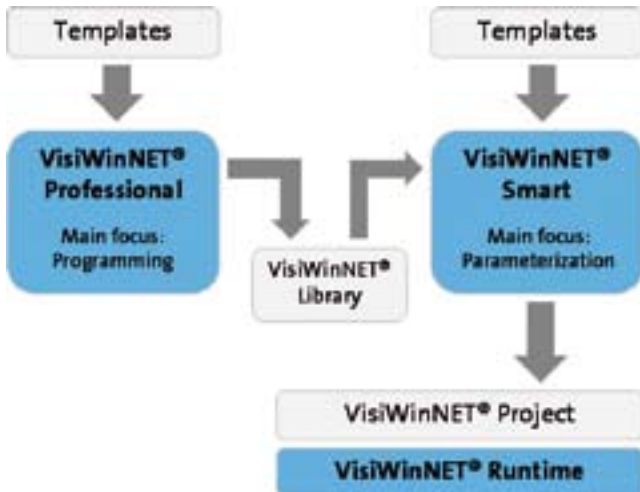 Templates
Templates
VisiWinNET®
Professional
Main focus:
Programming
VisiWinNET®
Smart
Main focus:
Parameterization
VisiWinNET®
Library
VisiWinNET® Project
VisiWinNET® Runtime